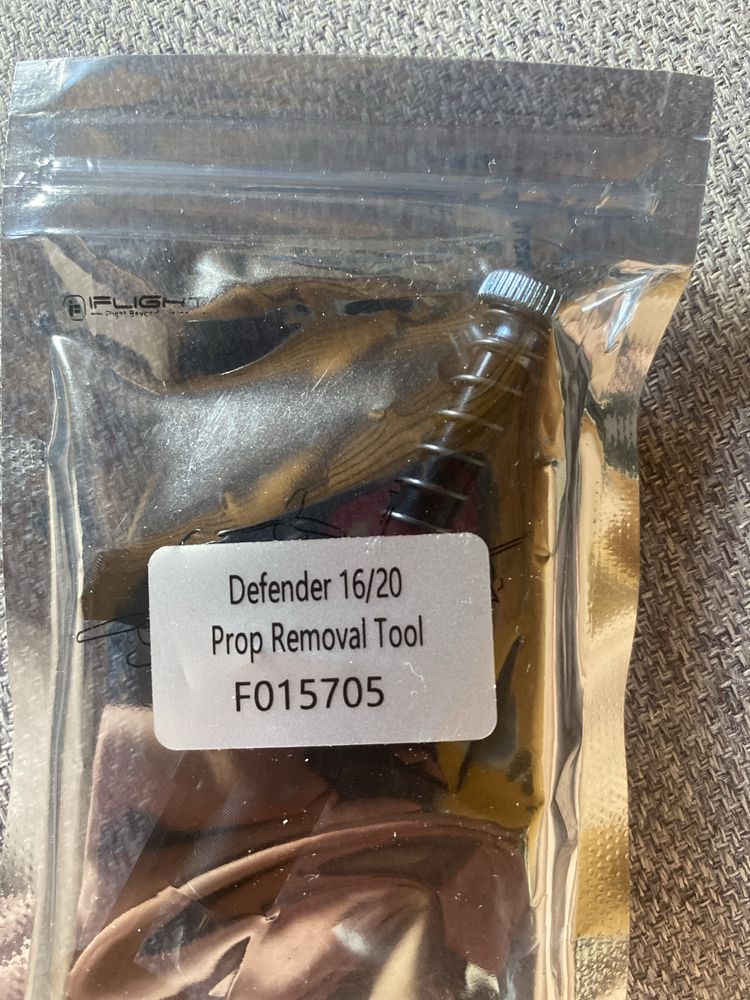 IFLIGHT
Defender 16/20
Prop Removal Tool
F015705